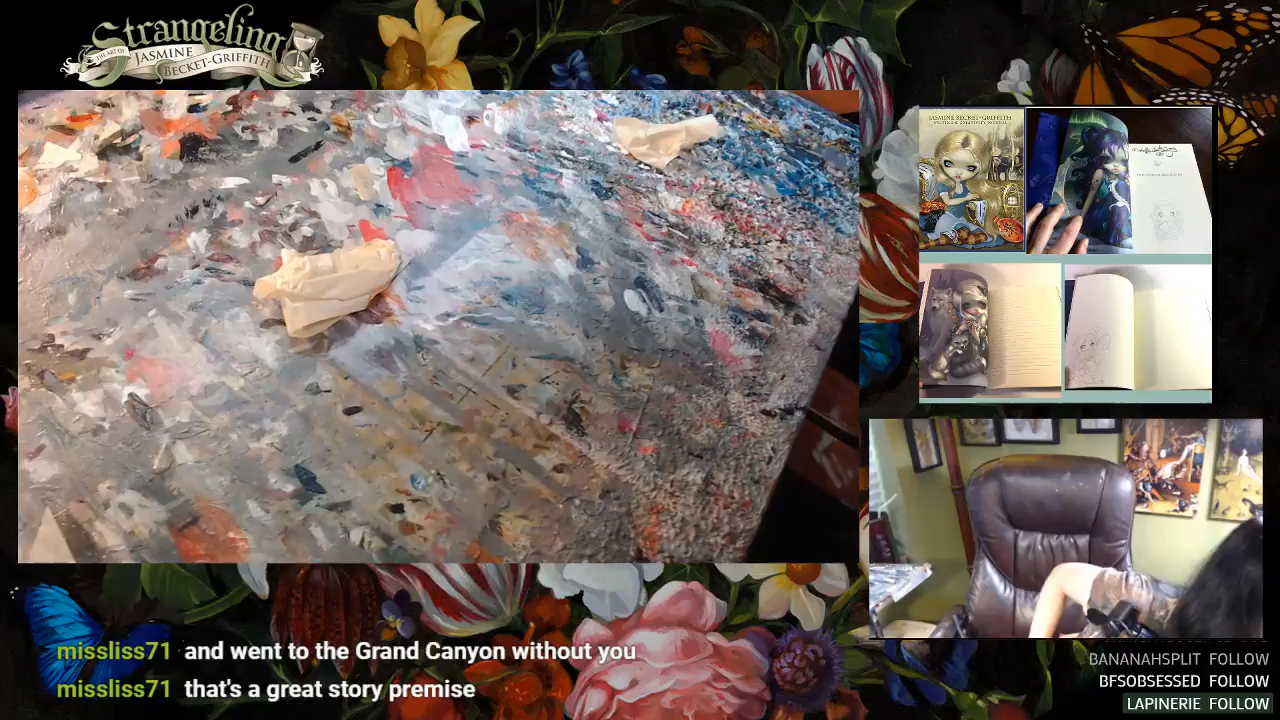 Strangeling
THE ART OF
JASMINE
BECKET-GRIFFITH
JASMINE BECKET-GRIFFITH
missliss71 and went to the Grand Canyon without you
missliss71 that's a great story premise
BANANAHSPLIT FOLLOW
BFSOBSESSED FOLLOW
LAPINERIE FOLLOW